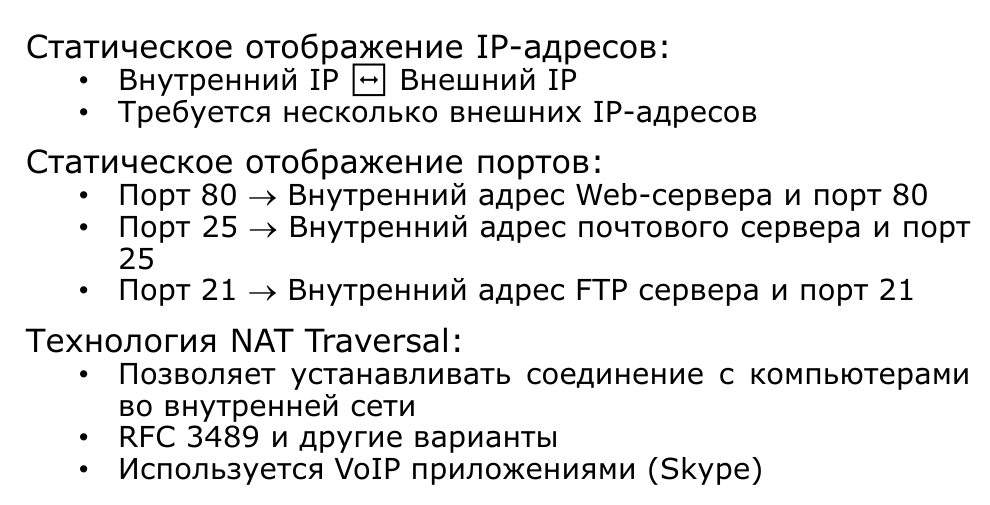 Статическое отображение IP-адресов:
• Внутренний IP ↔ Внешний IP
• Требуется несколько внешних IP-адресов
Статическое отображение портов:
• Порт 80 → Внутренний адрес Web-сервера и порт 80
• Порт 25 → Внутренний адрес почтового сервера и порт
25
• Порт 21 → Внутренний адрес FTP сервера и порт 21
Технология NAT Traversal:
• Позволяет устанавливать соединение с компьютерами
во внутренней сети
• RFC 3489 и другие варианты
• Используется VoIP приложениями (Skype)